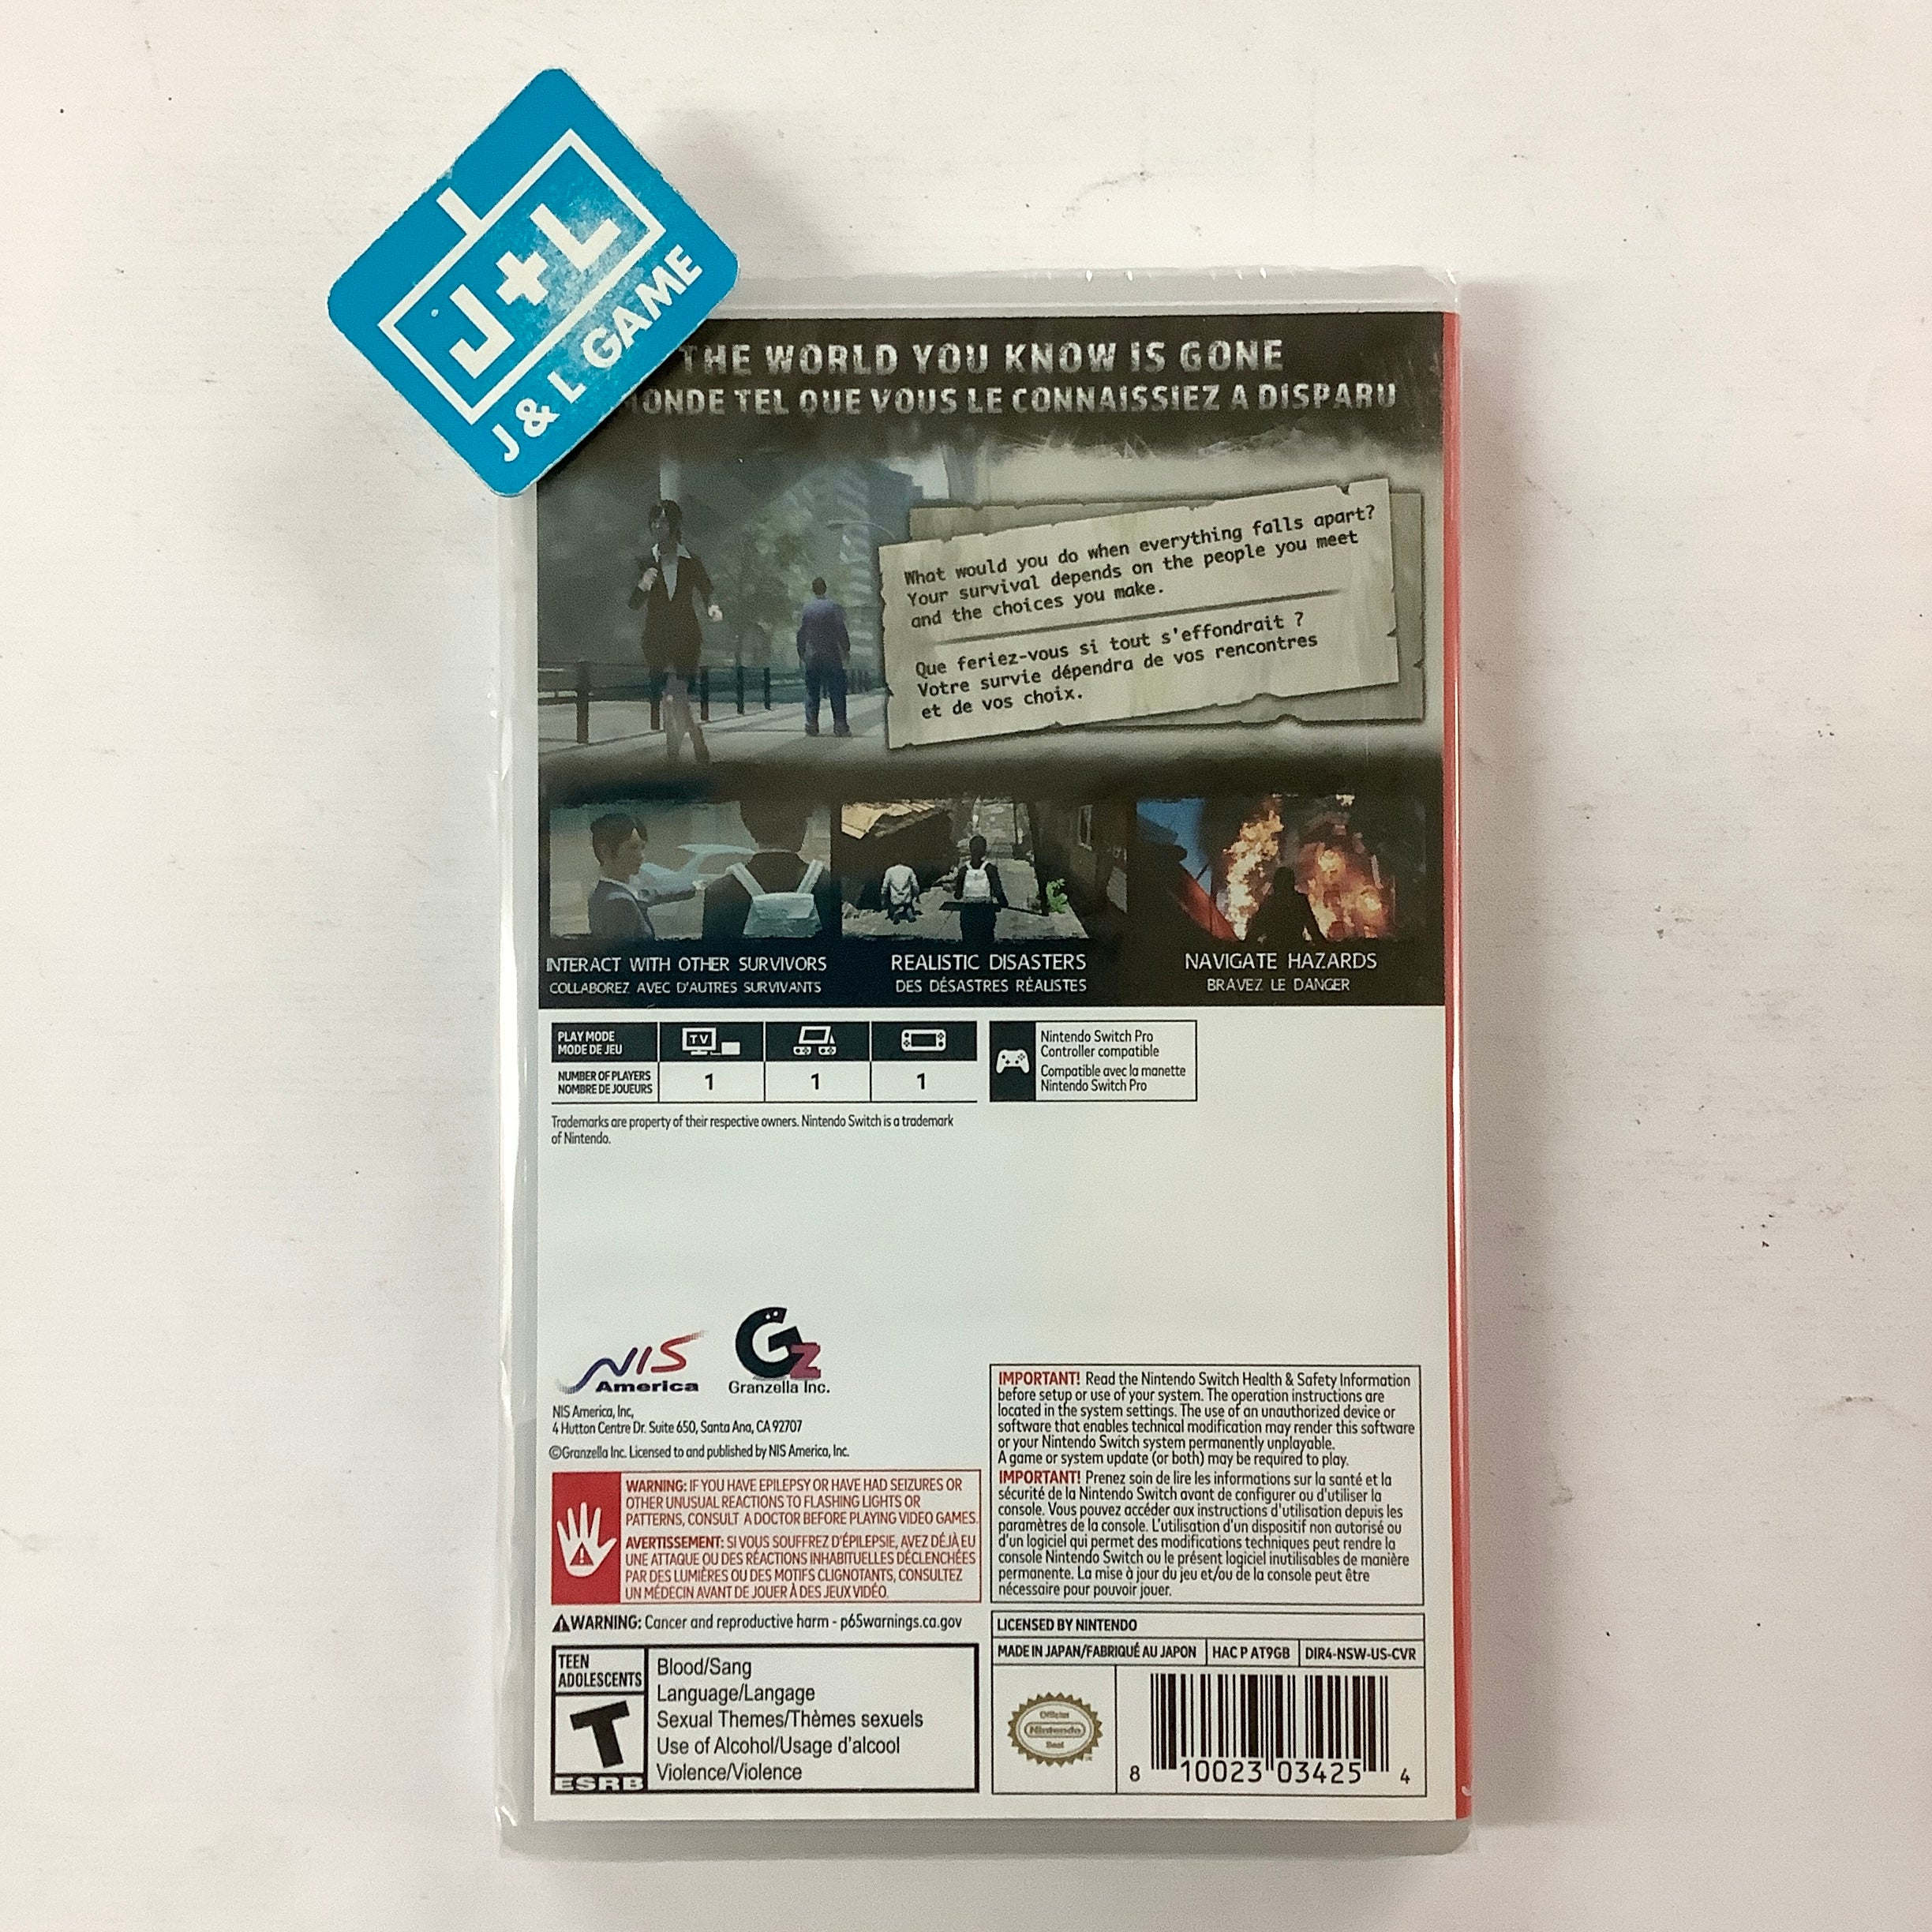 J+L
J & L GAME
THE WORLD YOU KNOW IS GONE
MONDE TEL QUE VOUS LE CONNAISSIEZ A DISPARU
What would you do when everything falls apart?
Your survival depends on the people you meet
and the choices you make.
Que feriez-vous si tout s'effondrait ?
Votre survie dépendra de vos rencontres
et de vos choix.
INTERACT WITH OTHER SURVIVORS
COLLABOREZ AVEC D'AUTRES SURVIVANTS
REALISTIC DISASTERS
DES DÉSASTRES RÉALISTES
NAVIGATE HAZARDS
BRAVEZ LE DANGER
PLAY MODE
MODE DE JEU
TV
NUMBER OF PLAYERS
NOMBRE DE JOUEURS
1
1
1
Nintendo Switch Pro
Controller compatible
Compatible avec la manette
Nintendo Switch Pro
Trademarks are property of their respective owners. Nintendo Switch is a trademark
of Nintendo.
NIS
America
Gz
Granzella Inc.
NIS America, Inc,
4 Hutton Centre Dr. Suite 650, Santa Ana, CA 92707
©Granzella Inc. Licensed to and published by NIS America, Inc.
WARNING: IF YOU HAVE EPILEPSY OR HAVE HAD SEIZURES OR
OTHER UNUSUAL REACTIONS TO FLASHING LIGHTS OR
PATTERNS, CONSULT A DOCTOR BEFORE PLAYING VIDEO GAMES.
AVERTISSEMENT: SI VOUS SOUFFREZ D'ÉPILEPSIE, AVEZ DÉJÀ EU
UNE ATTAQUE OU DES RÉACTIONS INHABITUELLES DÉCLENCHÉES
PAR DES LUMIÈRES OU DES MOTIFS CLIGNOTANTS, CONSULTEZ
UN MÉDECIN AVANT DE JOUER À DES JEUX VIDÉO.
WARNING: Cancer and reproductive harm - p65warnings.ca.gov
TEEN
ADOLESCENTS
T
ESRB
Blood/Sang
Language/Langage
Sexual Themes/Thèmes sexuels
Use of Alcohol/Usage d'alcool
Violence/Violence
IMPORTANT! Read the Nintendo Switch Health & Safety Information
before setup or use of your system. The operation instructions are
located in the system settings. The use of an unauthorized device or
software that enables technical modification may render this software
or your Nintendo Switch system permanently unplayable.
A game or system update (or both) may be required to play.
IMPORTANT! Prenez soin de lire les informations sur la santé et la
sécurité de la Nintendo Switch avant de configurer ou d'utiliser la
console. Vous pouvez accéder aux instructions d'utilisation depuis les
paramètres de la console. L'utilisation d'un dispositif non autorisé ou
d'un logiciel qui permet des modifications techniques peut rendre la
console Nintendo Switch ou le présent logiciel inutilisables de manière
permanente. La mise à jour du jeu et/ou de la console peut être
nécessaire pour pouvoir jouer.
LICENSED BY NINTENDO
MADE IN JAPAN/FABRIQUÉ AU JAPON
HAC P AT9GB
DIR4-NSW-US-CVR
Official
Nintendo
Seal
8 10023 03425 4